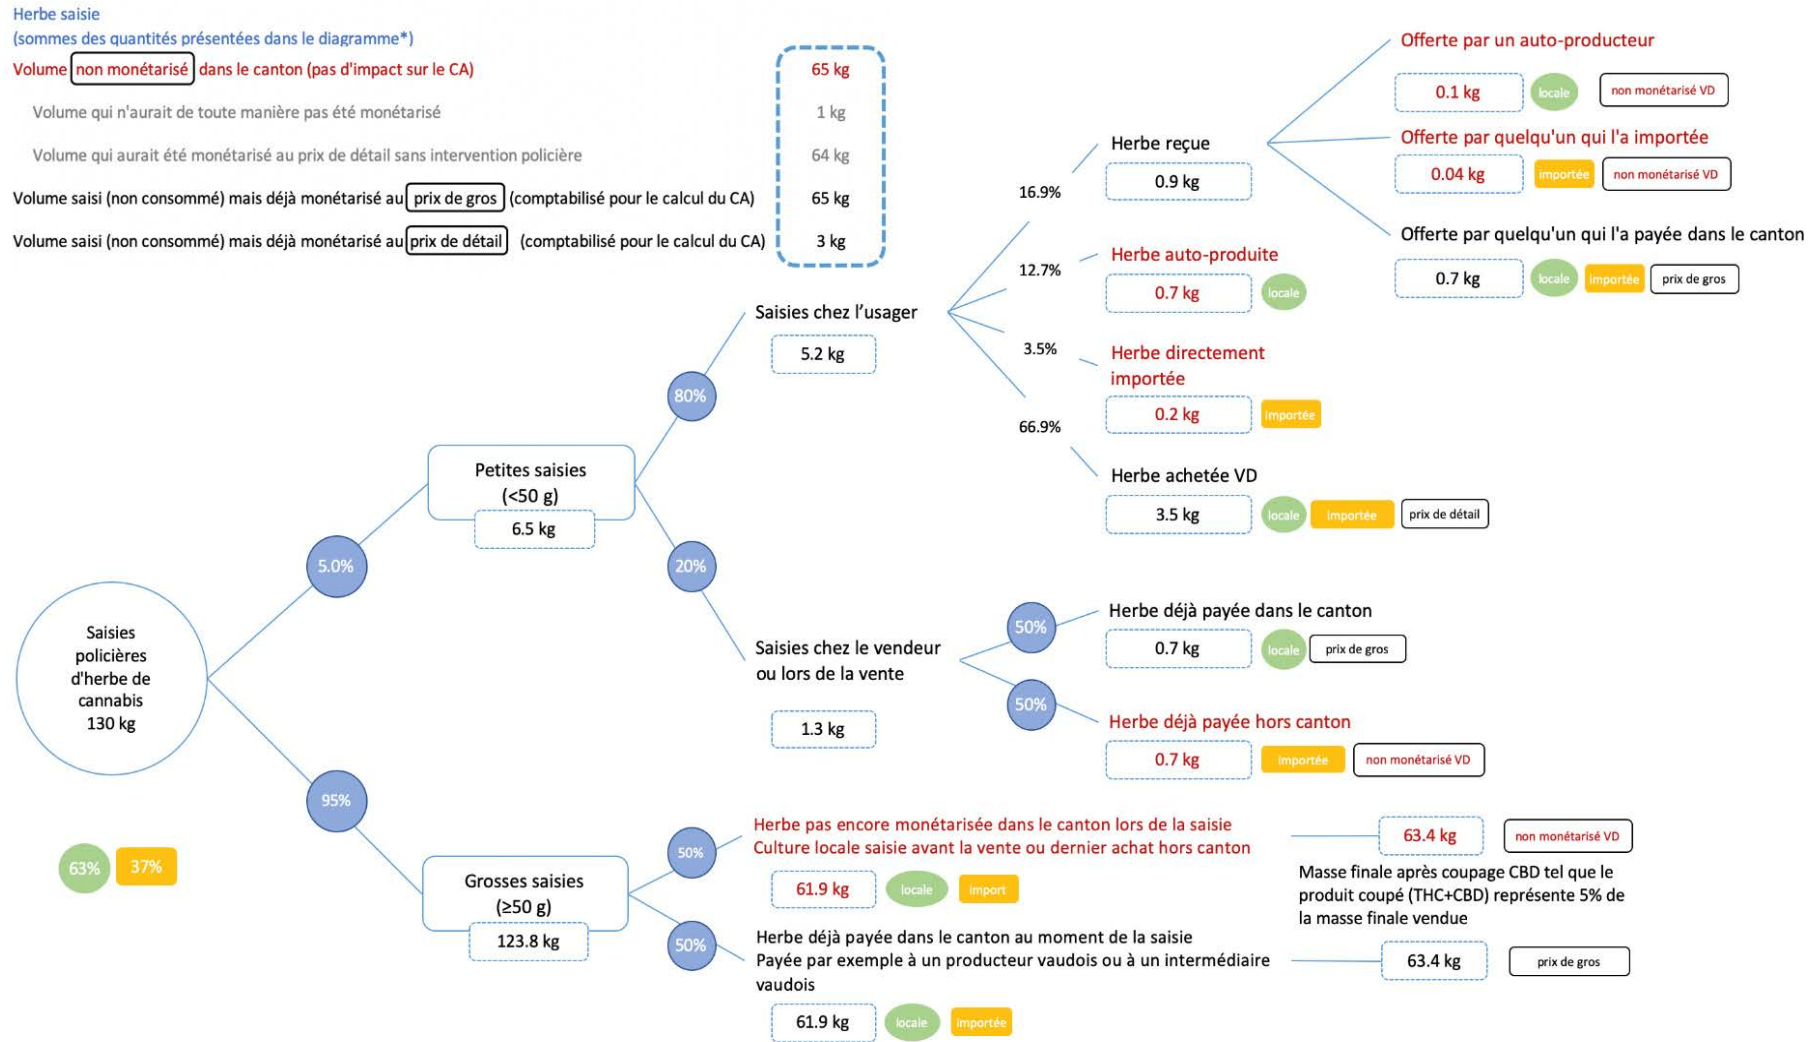 Herbe saisie
(sommes des quantités présentées dans le diagramme*)
Volume non monétarisé dans le canton (pas d'impact sur le CA) 65 kg
Volume qui n'aurait de toute manière pas été monétarisé 1 kg
Volume qui aurait été monétarisé au prix de détail sans intervention policière 64 kg
Volume saisi (non consommé) mais déjà monétarisé au prix de gros (comptabilisé pour le calcul du CA) 65 kg
Volume saisi (non consommé) mais déjà monétarisé au prix de détail (comptabilisé pour le calcul du CA) 3 kg
Saisies
policières
d'herbe de
cannabis
130 kg
63% 37%
5.0%
95%
Petites saisies
(<50 g)
6.5 kg
80%
20%
Saisies chez l'usager
5.2 kg
16.9%
12.7%
3.5%
66.9%
Herbe reçue
0.9 kg
Offerte par un auto-producteur
0.1 kg locale non monétarisé VD
Offerte par quelqu'un qui l'a importée
0.04 kg importée non monétarisé VD
Offerte par quelqu'un qui l'a payée dans le canton
0.7 kg locale importée prix de gros
Herbe auto-produite
0.7 kg locale
Herbe directement
importée
0.2 kg importée
Herbe achetée VD
3.5 kg locale importée prix de détail
Saisies chez le vendeur
ou lors de la vente
1.3 kg
50%
Herbe déjà payée dans le canton
0.7 kg locale prix de gros
50%
Herbe déjà payée hors canton
0.7 kg importée non monétarisé VD
Grosses saisies
(≥50 g)
123.8 kg
50%
Herbe pas encore monétarisée dans le canton lors de la saisie
Culture locale saisie avant la vente ou dernier achat hors canton
61.9 kg locale import
63.4 kg non monétarisé VD
Masse finale après coupage CBD tel que le
produit coupé (THC+CBD) représente 5% de
la masse finale vendue
50%
Herbe déjà payée dans le canton au moment de la saisie
Payée par exemple à un producteur vaudois ou à un intermédiaire
vaudois
61.9 kg locale importée
63.4 kg prix de gros